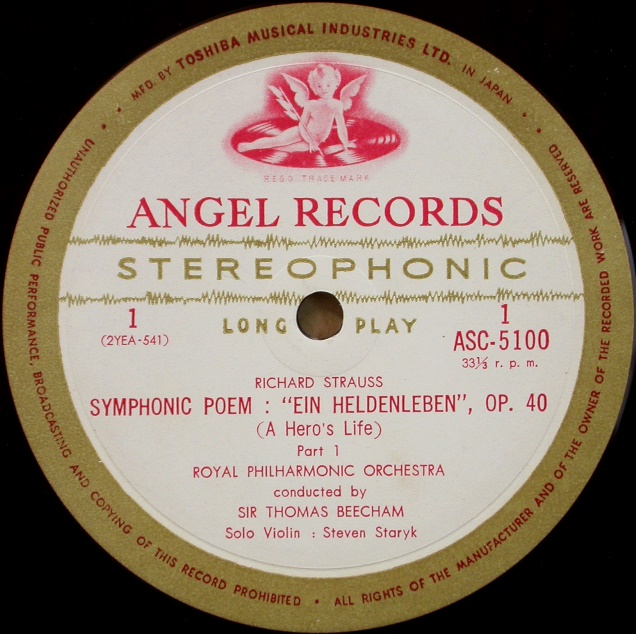 MFD. BY TOSHIBA MUSICAL INDUSTRIES LTD. IN JAPAN
REGD. TRADE MARK
ANGEL RECORDS
STEREOPHONIC
LONG PLAY
1
(2YEA-541)
1
ASC-5100
33⅓ r. p. m.
RICHARD STRAUSS
SYMPHONIC POEM : “EIN HELDENLEBEN”, OP. 40
(A Hero's Life)
Part 1
ROYAL PHILHARMONIC ORCHESTRA
conducted by
SIR THOMAS BEECHAM
Solo Violin : Steven Staryk
UNAUTHORIZED PUBLIC PERFORMANCE, BROADCASTING AND COPYING OF THIS RECORD PROHIBITED • ALL RIGHTS OF THE MANUFACTURER AND OF THE OWNER OF THE RECORDED WORK ARE RESERVED